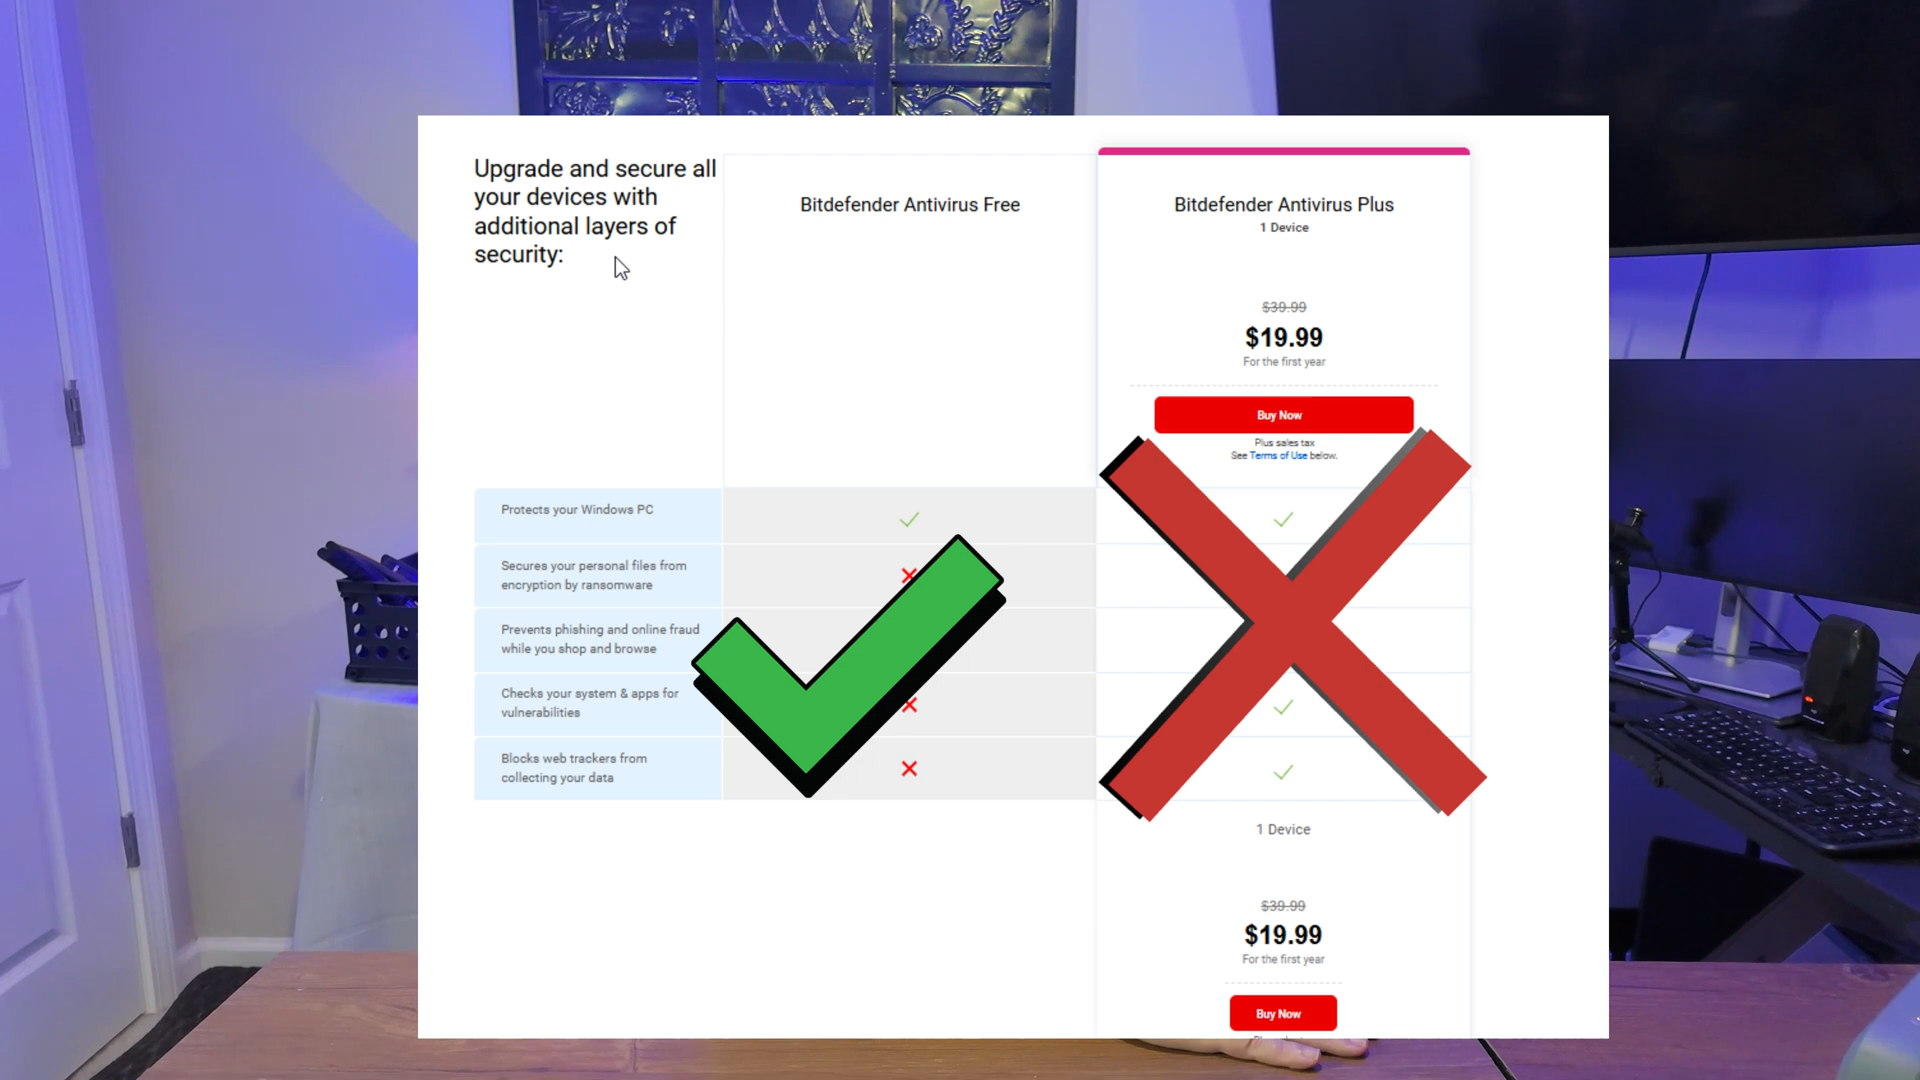 Upgrade and secure all
your devices with
additional layers of
security:
Bitdefender Antivirus Free
Bitdefender Antivirus Plus
1 Device
$39.99
$19.99
For the first year
Buy Now
Plus sales tax
See Terms of Use below.
Protects your Windows PC
Secures your personal files from
encryption by ransomware
Prevents phishing and online fraud
while you shop and browse
Checks your system & apps for
vulnerabilities
Blocks web trackers from
collecting your data
1 Device
$39.99
$19.99
For the first year
Buy Now